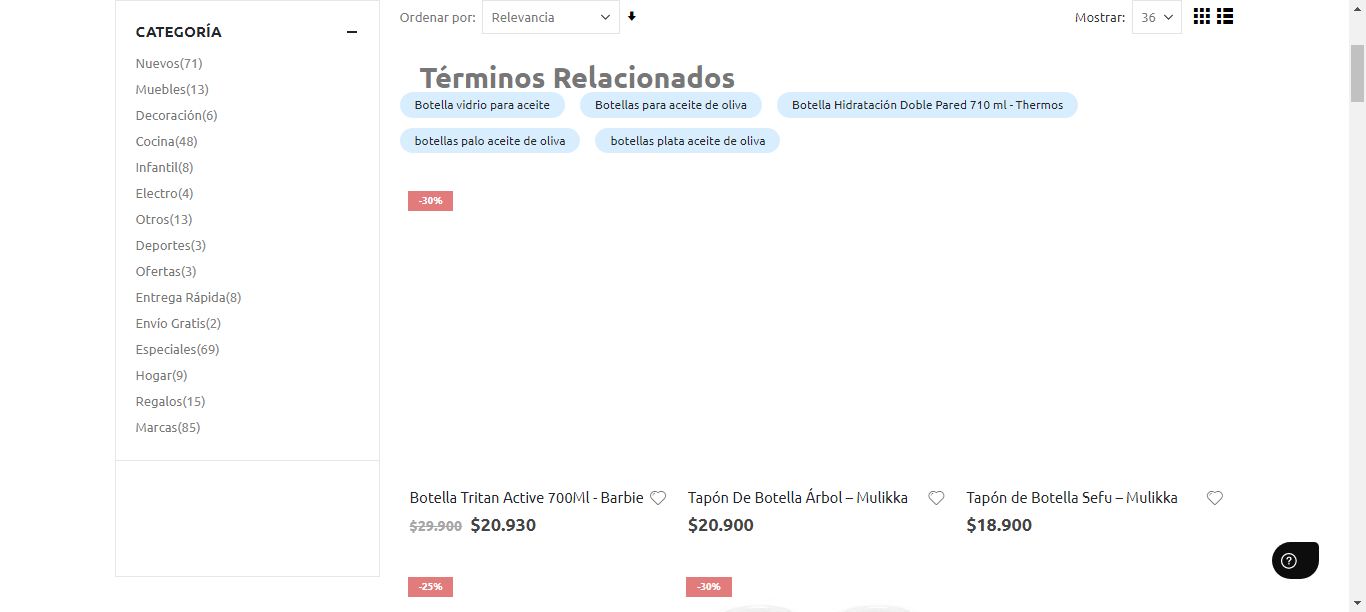 CATEGORÍA
Nuevos(71)
Muebles(13)
Decoración(6)
Cocina(48)
Infantil(8)
Electro(4)
Otros(13)
Deportes(3)
Ofertas(3)
Entrega Rápida(8)
Envío Gratis(2)
Especiales(69)
Hogar(9)
Regalos(15)
Marcas(85)
Ordenar por: Relevancia
Mostrar: 36
Términos Relacionados
Botella vidrio para aceite Botellas para aceite de oliva Botella Hidratación Doble Pared 710 ml - Thermos
botellas palo aceite de oliva botellas plata aceite de oliva
-30%
Botella Tritan Active 700Ml - Barbie
$29.900 $20.930
Tapón De Botella Árbol – Mulikka
$20.900
Tapón de Botella Sefu – Mulikka
$18.900
-25%
-30%